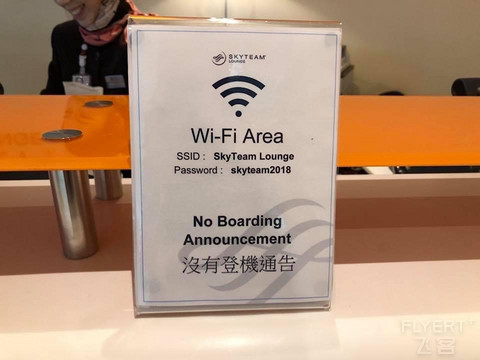 SKYTEAM
LOUNGE
Wi-Fi Area
SSID : SkyTeam Lounge
Password : skyteam2018
No Boarding
Announcement
沒有登機通告
FLYERT
飞客